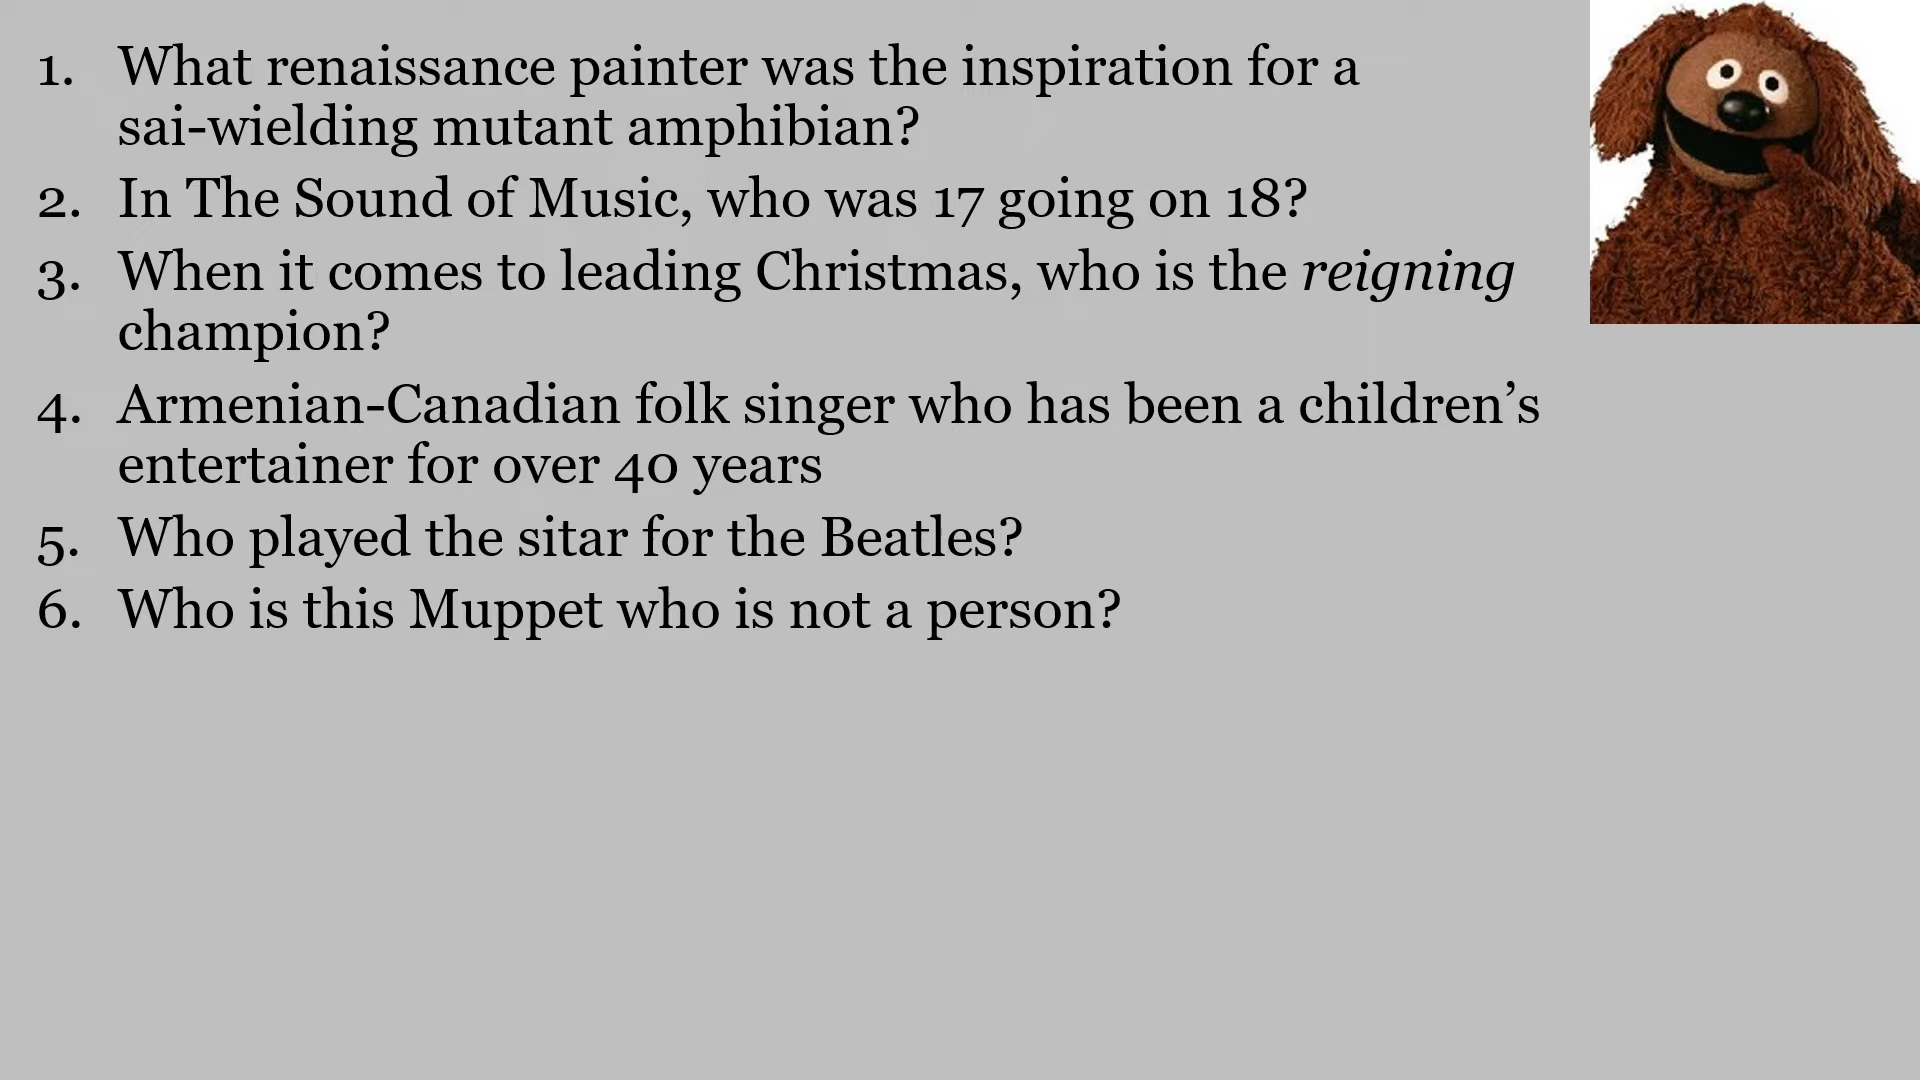 1. What renaissance painter was the inspiration for a
sai-wielding mutant amphibian?
2. In The Sound of Music, who was 17 going on 18?
3. When it comes to leading Christmas, who is the reigning
champion?
4. Armenian-Canadian folk singer who has been a children’s
entertainer for over 40 years
5. Who played the sitar for the Beatles?
6. Who is this Muppet who is not a person?